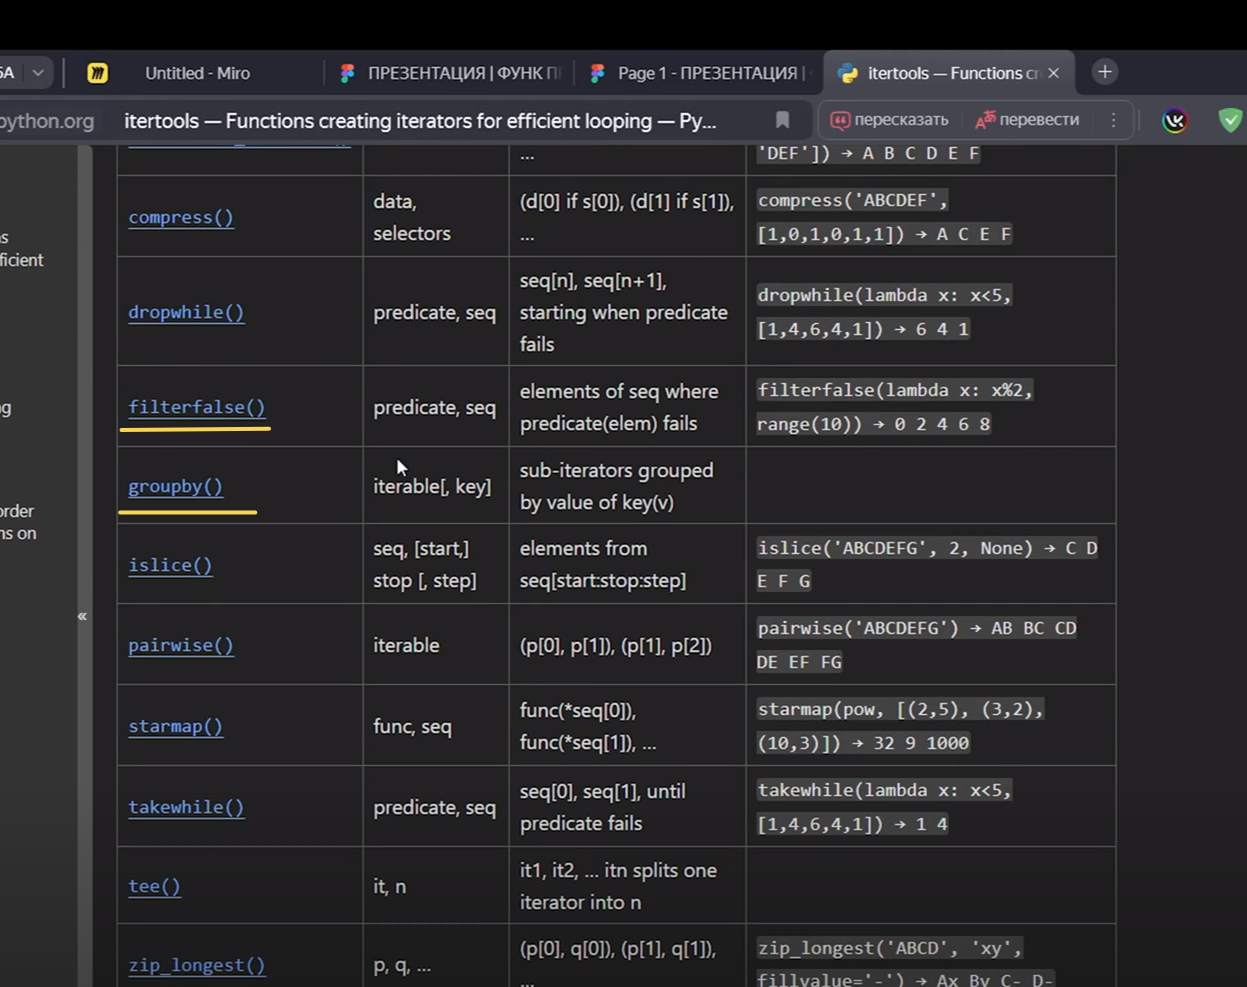 5A
Untitled - Miro
ПРЕЗЕНТАЦИЯ | ФУНК П
Page 1 - ПРЕЗЕНТАЦИЯ |
itertools — Functions cr
python.org
itertools — Functions creating iterators for efficient looping — Py...
пересказать
перевести
...
'DEF']) → A B C D E F
compress()
data,
selectors
(d[0] if s[0]), (d[1] if s[1]),
...
compress('ABCDEF',
[1,0,1,0,1,1]) → A C E F
s
ficient
dropwhile()
predicate, seq
seq[n], seq[n+1],
starting when predicate
fails
dropwhile(lambda x: x<5,
[1,4,6,4,1]) → 6 4 1
g
filterfalse()
predicate, seq
elements of seq where
predicate(elem) fails
filterfalse(lambda x: x%2,
range(10)) → 0 2 4 6 8
groupby()
iterable[, key]
sub-iterators grouped
by value of key(v)
order
ns on
islice()
seq, [start,]
stop [, step]
elements from
seq[start:stop:step]
islice('ABCDEFG', 2, None) → C D
E F G
«
pairwise()
iterable
(p[0], p[1]), (p[1], p[2])
pairwise('ABCDEFG') → AB BC CD
DE EF FG
starmap()
func, seq
func(*seq[0]),
func(*seq[1]), ...
starmap(pow, [(2,5), (3,2),
(10,3)]) → 32 9 1000
takewhile()
predicate, seq
seq[0], seq[1], until
predicate fails
takewhile(lambda x: x<5,
[1,4,6,4,1]) → 1 4
tee()
it, n
it1, it2, ... itn splits one
iterator into n
zip_longest()
p, q, ...
(p[0], q[0]), (p[1], q[1]),
...
zip_longest('ABCD', 'xy',
fillvalue='-') → Ax By C- D-